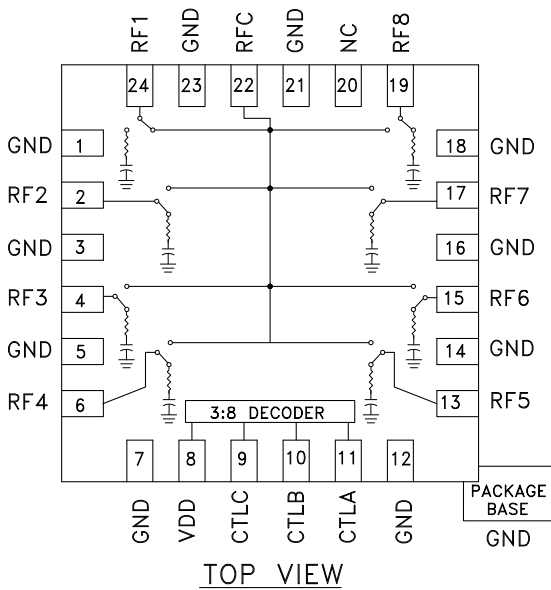 RF1 GND RFC GND NC RF8
24 23 22 21 20 19
GND 1 18 GND
RF2 2 17 RF7
GND 3 16 GND
RF3 4 15 RF6
GND 5 14 GND
RF4 6 13 RF5
3:8 DECODER
7 8 9 10 11 12
GND VDD CTLC CTLB CTLA GND
PACKAGE
BASE
GND
TOP VIEW